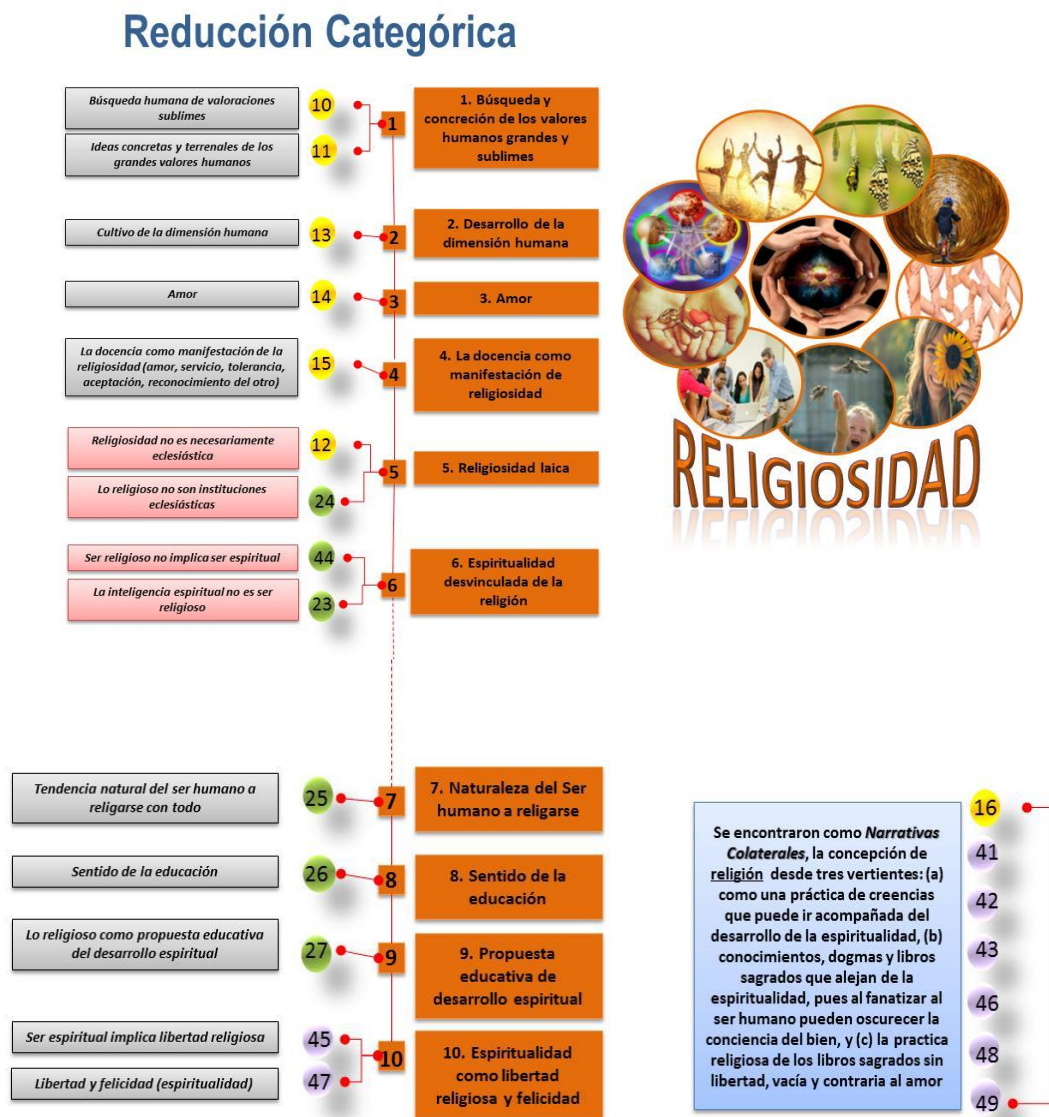 Reducción Categórica
Búsqueda humana de valoraciones
sublimes
10
Ideas concretas y terrenales de los
grandes valores humanos
11
1
1. Búsqueda y
concreción de los valores
humanos grandes y
sublimes
Cultivo de la dimensión humana
13
2
2. Desarrollo de la
dimensión humana
Amor
14
3
3. Amor
La docencia como manifestación de la
religiosidad (amor, servicio, tolerancia,
aceptación, reconocimiento del otro)
15
4
4. La docencia como
manifestación de
religiosidad
Religiosidad no es necesariamente
eclesiástica
12
Lo religioso no son instituciones
eclesiásticas
24
5
5. Religiosidad laica
Ser religioso no implica ser espiritual
44
La inteligencia espiritual no es ser
religioso
23
6
6. Espiritualidad
desvinculada de la
religión
RELIGIOSIDAD
Tendencia natural del ser humano a
religarse con todo
25
7
7. Naturaleza del Ser
humano a religarse
Sentido de la educación
26
8
8. Sentido de la
educación
Lo religioso como propuesta educativa
del desarrollo espiritual
27
9
9. Propuesta
educativa de
desarrollo espiritual
Ser espiritual implica libertad religiosa
45
Libertad y felicidad (espiritualidad)
47
10
10. Espiritualidad
como libertad
religiosa y felicidad
Se encontraron como Narrativas
Colaterales, la concepción de
religión desde tres vertientes: (a)
como una práctica de creencias
que puede ir acompañada del
desarrollo de la espiritualidad, (b)
conocimientos, dogmas y libros
sagrados que alejan de la
espiritualidad, pues al fanatizar al
ser humano pueden oscurecer la
conciencia del bien, y (c) la practica
religiosa de los libros sagrados sin
libertad, vacía y contraria al amor
16
41
42
43
46
48
49